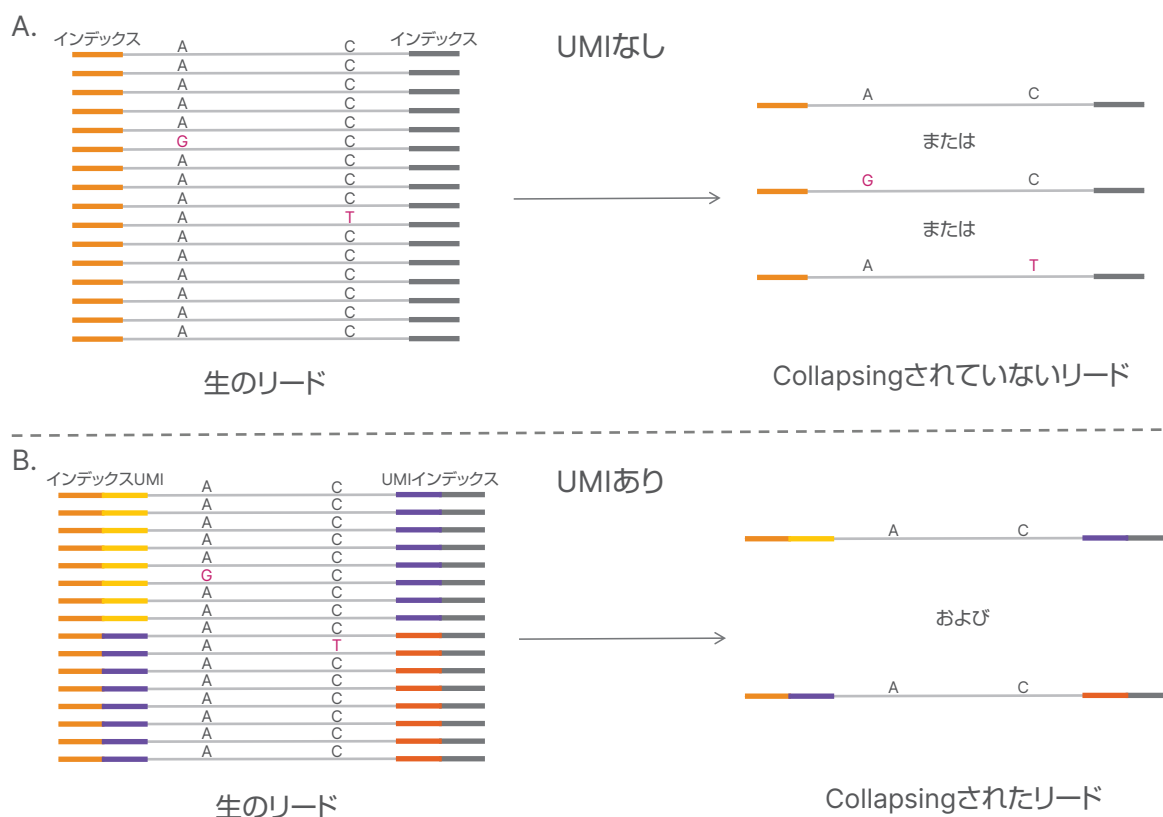 A.
UMIなし
インデックス インデックス
A C
A C
A C
A C
A C
G C
A C
A C
A C
A T
A C
A C
A C
A C
A C
A C
生のリード
A C
または
G C
または
A T
Collapsingされていないリード
B.
UMIあり
インデックスUMI UMIインデックス
A C
A C
A C
A C
A C
G C
A C
A C
A C
A T
A C
A C
A C
A C
A C
A C
生のリード
A C
および
A C
Collapsingされたリード